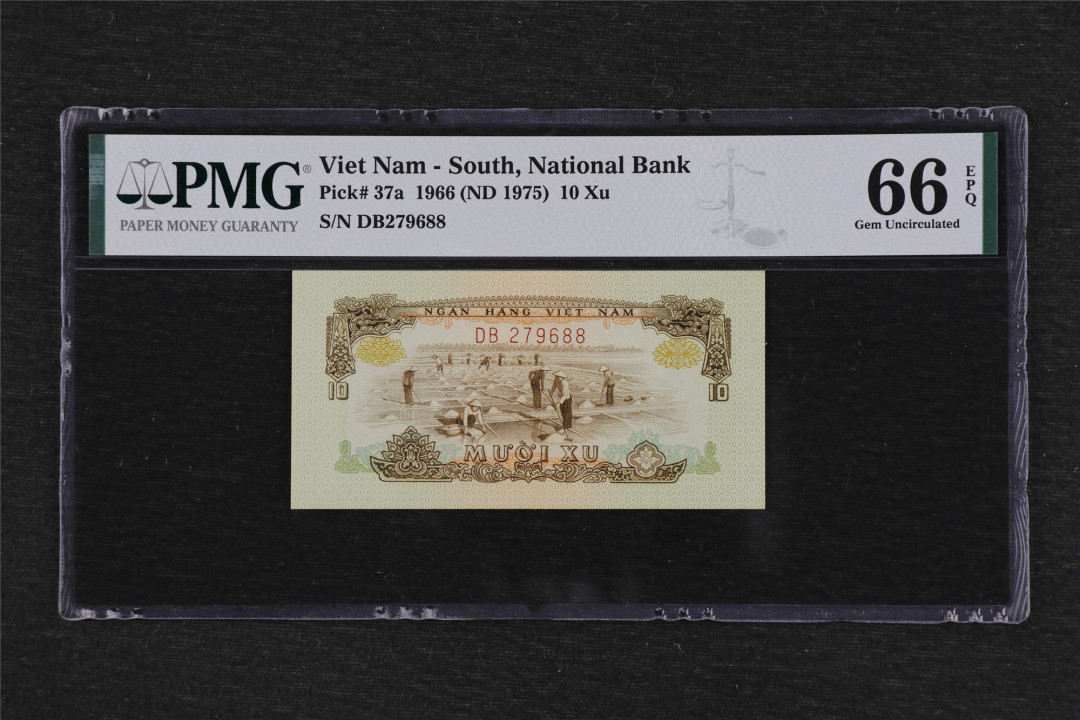 PMG®
PAPER MONEY GUARANTY
Viet Nam - South, National Bank
Pick# 37a 1966 (ND 1975) 10 Xu
S/N DB279688
66
EPQ
Gem Uncirculated
NGAN HANG VIET NAM
DB 279688
10
10
MƯỜI XU